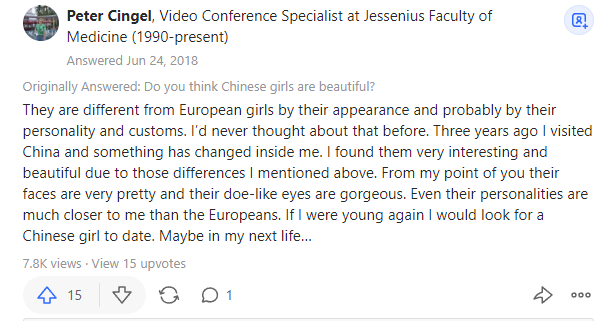 Peter Cingel, Video Conference Specialist at Jessenius Faculty of
Medicine (1990-present)
Answered Jun 24, 2018
Originally Answered: Do you think Chinese girls are beautiful?
They are different from European girls by their appearance and probably by their
personality and customs. I'd never thought about that before. Three years ago I visited
China and something has changed inside me. I found them very interesting and
beautiful due to those differences I mentioned above. From my point of you their
faces are very pretty and their doe-like eyes are gorgeous. Even their personalities are
much closer to me than the Europeans. If I were young again I would look for a
Chinese girl to date. Maybe in my next life...
7.8K views · View 15 upvotes
15 1